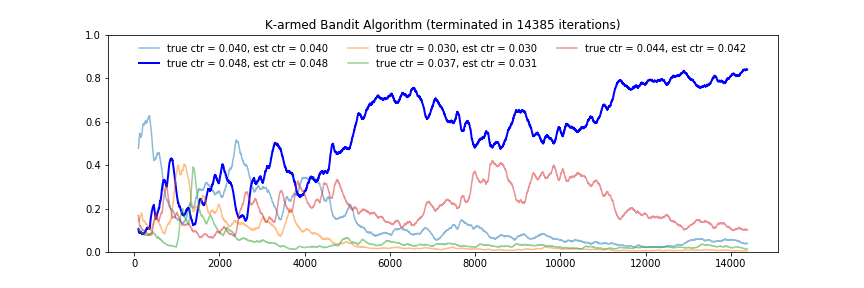 K-armed Bandit Algorithm (terminated in 14385 iterations)
1.0
true ctr = 0.040, est ctr = 0.040 true ctr = 0.030, est ctr = 0.030 true ctr = 0.044, est ctr = 0.042
true ctr = 0.048, est ctr = 0.048 true ctr = 0.037, est ctr = 0.031
0.8
0.6
0.4
0.2
0.0
0 2000 4000 6000 8000 10000 12000 14000